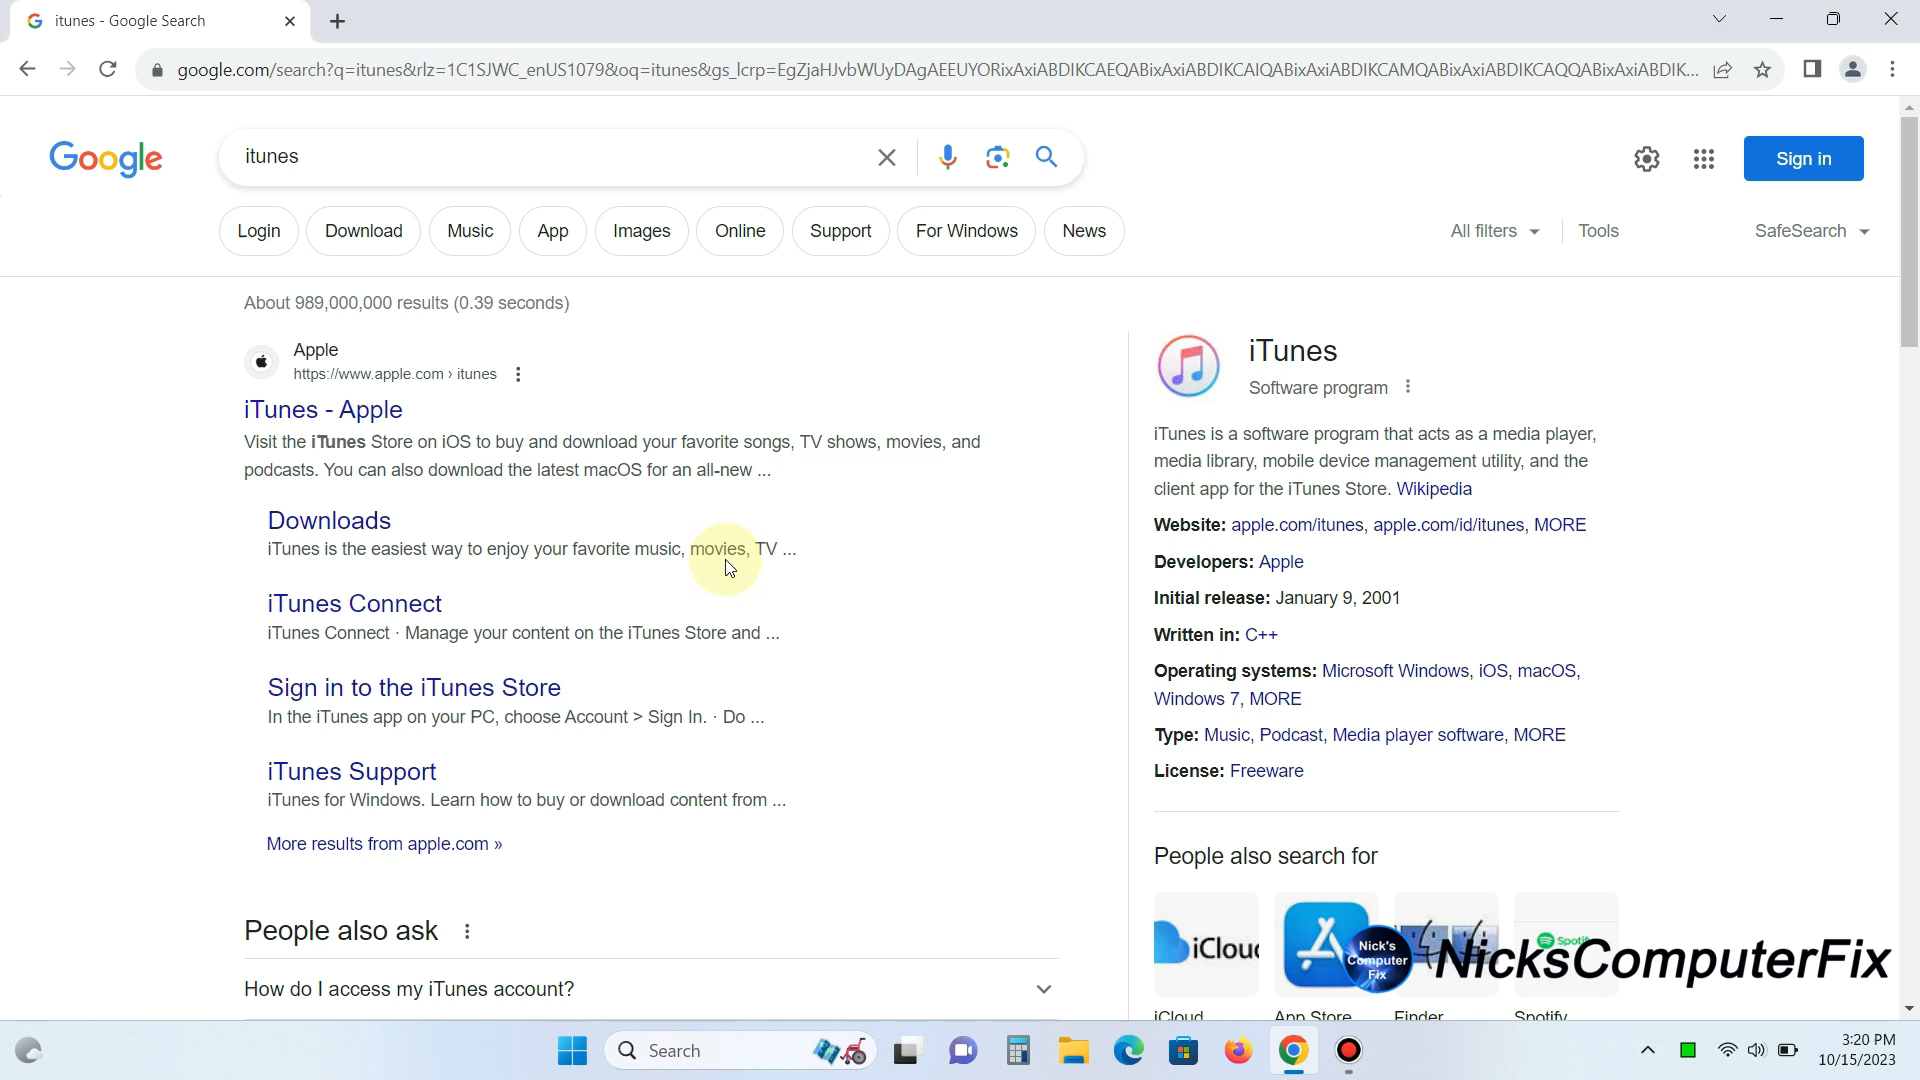 itunes - Google Search
google.com/search?q=itunes&rlz=1C1SJWC_enUS1079&oq=itunes&gs_lcrp=EgZjaHJvbWUyDAgAEEUYORixAxiABDIKCAEQABixAxiABDIKCAIQABixAxiABDIKCAMQABixAxiABDIKCAQQABixAxiABDIK...
Google
itunes
Sign in
Login Download Music App Images Online Support For Windows News
All filters Tools SafeSearch
About 989,000,000 results (0.39 seconds)
Apple
https://www.apple.com › itunes
iTunes - Apple
Visit the iTunes Store on iOS to buy and download your favorite songs, TV shows, movies, and
podcasts. You can also download the latest macOS for an all-new ...
Downloads
iTunes is the easiest way to enjoy your favorite music, movies, TV ...
iTunes Connect
iTunes Connect · Manage your content on the iTunes Store and ...
Sign in to the iTunes Store
In the iTunes app on your PC, choose Account > Sign In. · Do ...
iTunes Support
iTunes for Windows. Learn how to buy or download content from ...
More results from apple.com »
People also ask
How do I access my iTunes account?
iTunes
Software program
iTunes is a software program that acts as a media player,
media library, mobile device management utility, and the
client app for the iTunes Store. Wikipedia
Website: apple.com/itunes, apple.com/id/itunes, MORE
Developers: Apple
Initial release: January 9, 2001
Written in: C++
Operating systems: Microsoft Windows, iOS, macOS,
Windows 7, MORE
Type: Music, Podcast, Media player software, MORE
License: Freeware
People also search for
iCloud
Spotify
Nick's
Computer
Fix
NicksComputerFix
iCloud App Store Finder Spotify
Search
3:20 PM
10/15/2023